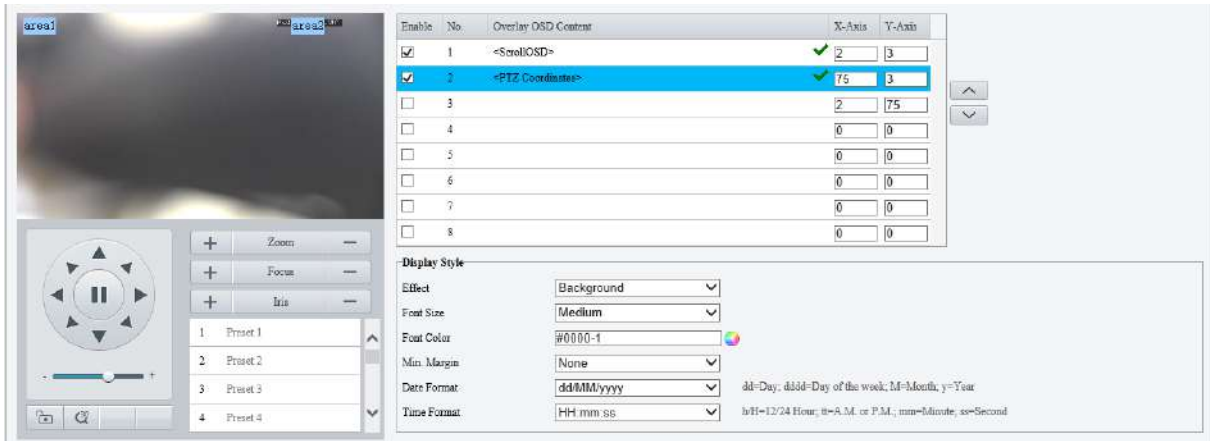 area1
area2
Enable No. Overlay OSD Content X-Axis Y-Axis
1 <ScrollOSD> 2 3
2 <PTZ Coordinates> 75 3
3 2 75
4 0 0
5 0 0
6 0 0
7 0 0
8 0 0
+ Zoom −
+ Focus −
+ Iris −
1 Preset 1
2 Preset 2
3 Preset 3
4 Preset 4
- +
Display Style
Effect Background
Font Size Medium
Font Color #0000-1
Min. Margin None
Date Format dd/MM/yyyy dd=Day; dddd=Day of the week; M=Month; y=Year
Time Format HH:mm:ss h/H=12/24 Hour; tt=A.M. or P.M.; mm=Minute; ss=Second